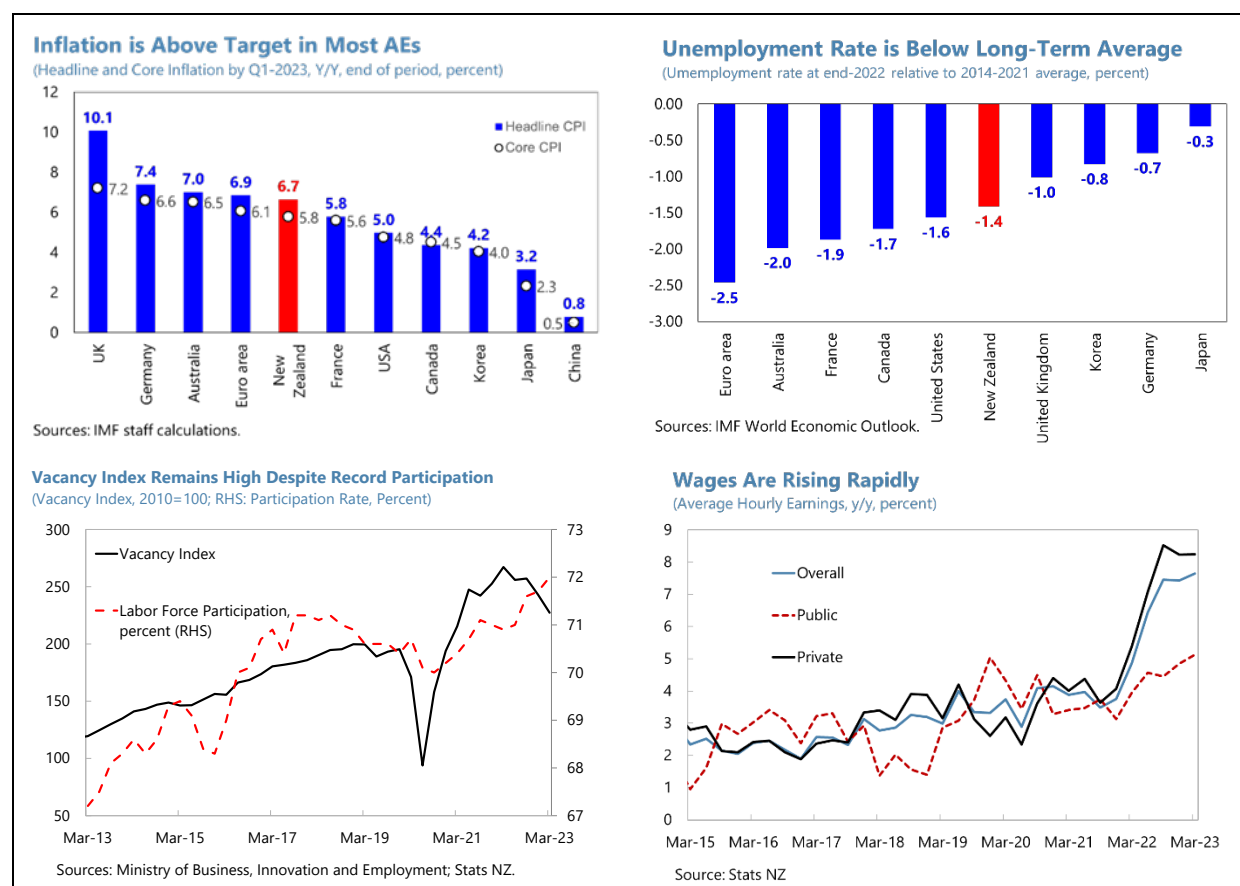 Inflation is Above Target in Most AEs
(Headline and Core Inflation by Q1-2023, Y/Y, end of period, percent)
12
10
8
6
4
2
0
Headline CPI
Core CPI
10.1
7.4
7.0
6.9
6.7
5.8
5.0
4.4
4.2
3.2
0.8
7.2
6.6
6.5
6.1
5.8
5.6
4.8
4.5
4.0
2.3
0.5
UK
Germany
Australia
Euro area
New
Zealand
France
USA
Canada
Korea
Japan
China
Sources: IMF staff calculations.
Unemployment Rate is Below Long-Term Average
(Umemployment rate at end-2022 relative to 2014-2021 average, percent)
0.00
-0.50
-1.00
-1.50
-2.00
-2.50
-3.00
-2.5
-2.0
-1.9
-1.7
-1.6
-1.4
-1.0
-0.8
-0.7
-0.3
Euro area
Australia
France
Canada
United States
New Zealand
United Kingdom
Korea
Germany
Japan
Sources: IMF World Economic Outlook.
Vacancy Index Remains High Despite Record Participation
(Vacancy Index, 2010=100; RHS: Participation Rate, Percent)
300
250
200
150
100
50
73
72
71
70
69
68
67
Vacancy Index
Labor Force Participation,
percent (RHS)
Mar-13
Mar-15
Mar-17
Mar-19
Mar-21
Mar-23
Sources: Ministry of Business, Innovation and Employment; Stats NZ.
Wages Are Rising Rapidly
(Average Hourly Earnings, y/y, percent)
9
8
7
6
5
4
3
2
1
0
Overall
Public
Private
Mar-15
Mar-16
Mar-17
Mar-18
Mar-19
Mar-20
Mar-21
Mar-22
Mar-23
Source: Stats NZ